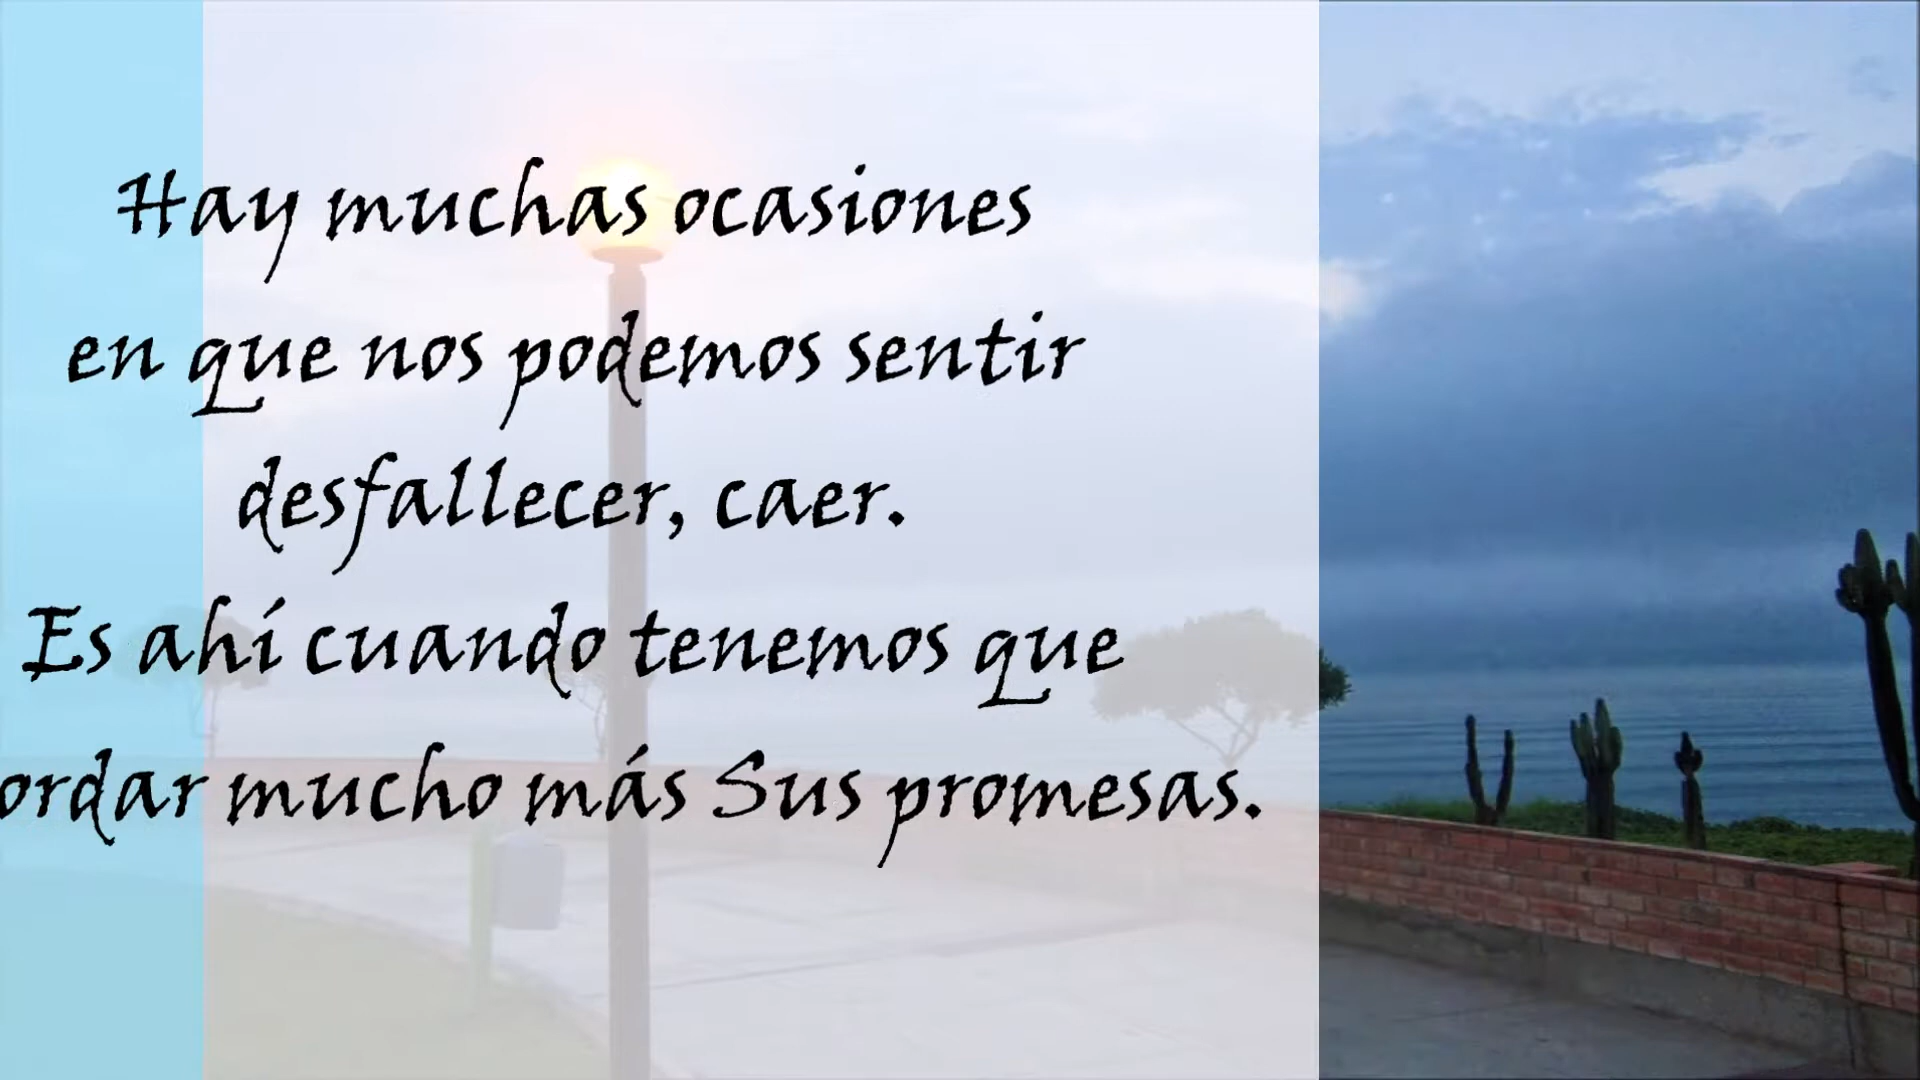 Hay muchas ocasiones
en que nos podemos sentir
desfallecer, caer.
Es ahí cuando tenemos que
ordar mucho más Sus promesas.